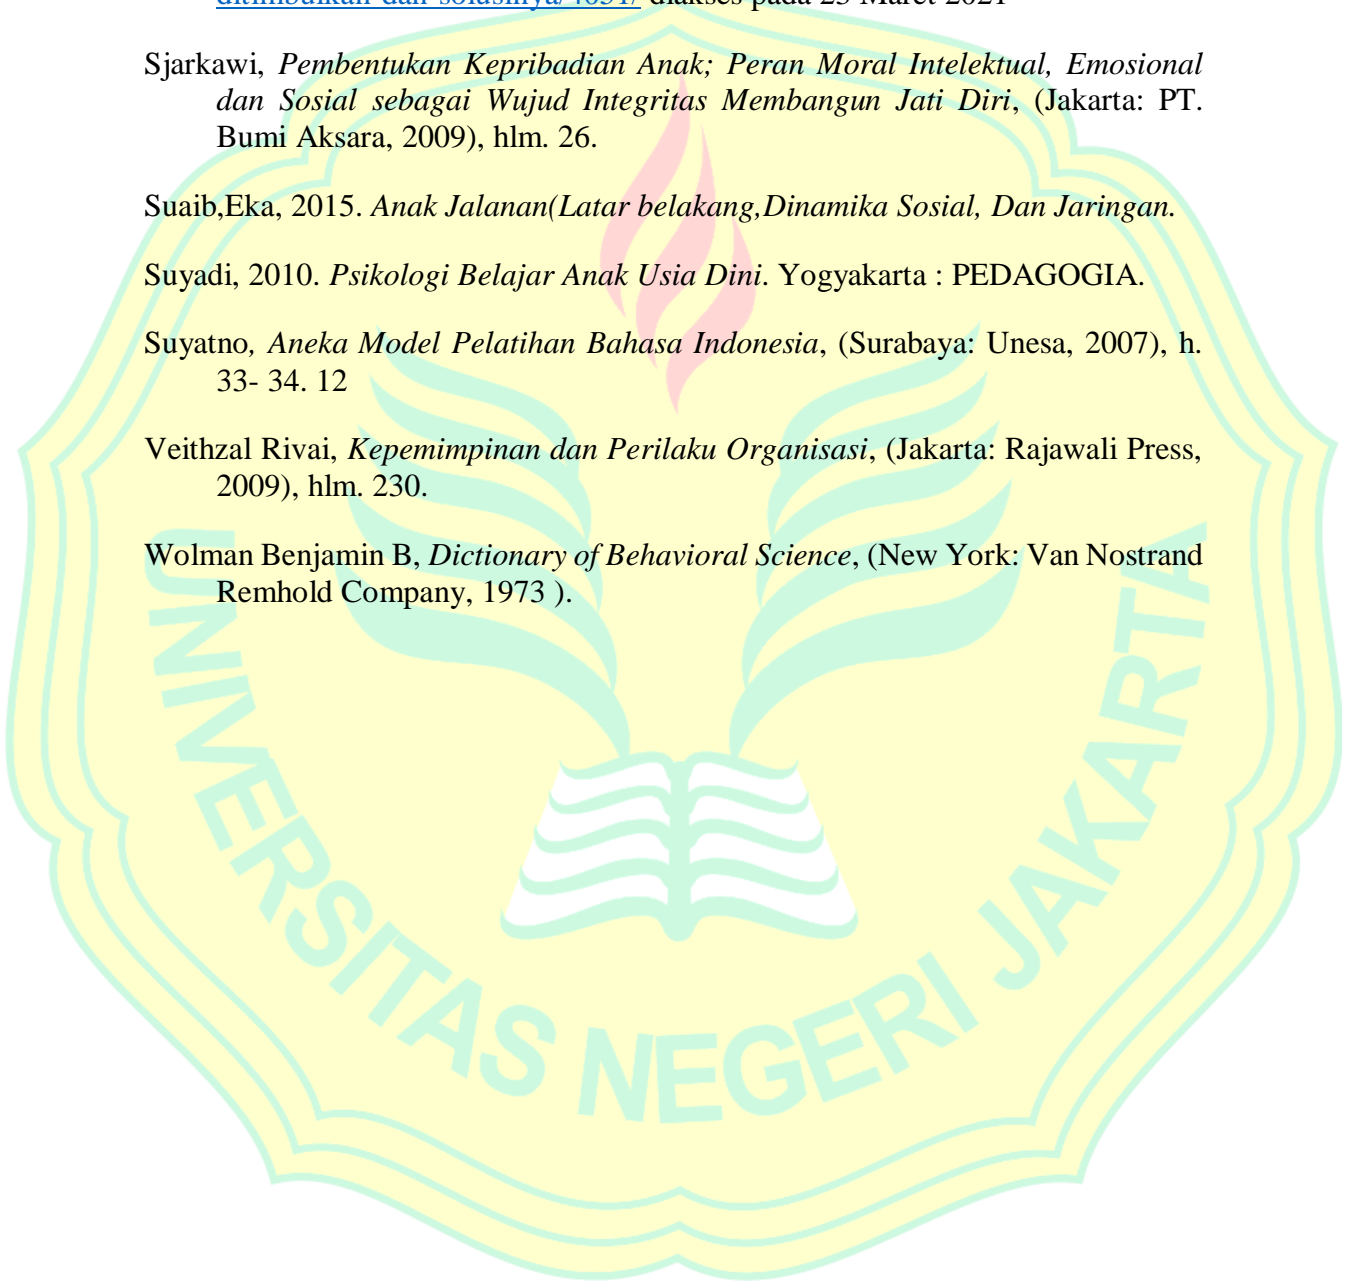 ditimbulkan-dan-solusinya/4631/ diakses pada 23 Maret 2021
Sjarkawi, Pembentukan Kepribadian Anak; Peran Moral Intelektual, Emosional
dan Sosial sebagai Wujud Integritas Membangun Jati Diri, (Jakarta: PT.
Bumi Aksara, 2009), hlm. 26.
Suaib,Eka, 2015. Anak Jalanan(Latar belakang,Dinamika Sosial, Dan Jaringan.
Suyadi, 2010. Psikologi Belajar Anak Usia Dini. Yogyakarta : PEDAGOGIA.
Suyatno, Aneka Model Pelatihan Bahasa Indonesia, (Surabaya: Unesa, 2007), h.
33- 34. 12
Veithzal Rivai, Kepemimpinan dan Perilaku Organisasi, (Jakarta: Rajawali Press,
2009), hlm. 230.
Wolman Benjamin B, Dictionary of Behavioral Science, (New York: Van Nostrand
Remhold Company, 1973 ).
UNIVERSITAS NEGERI JAKARTA